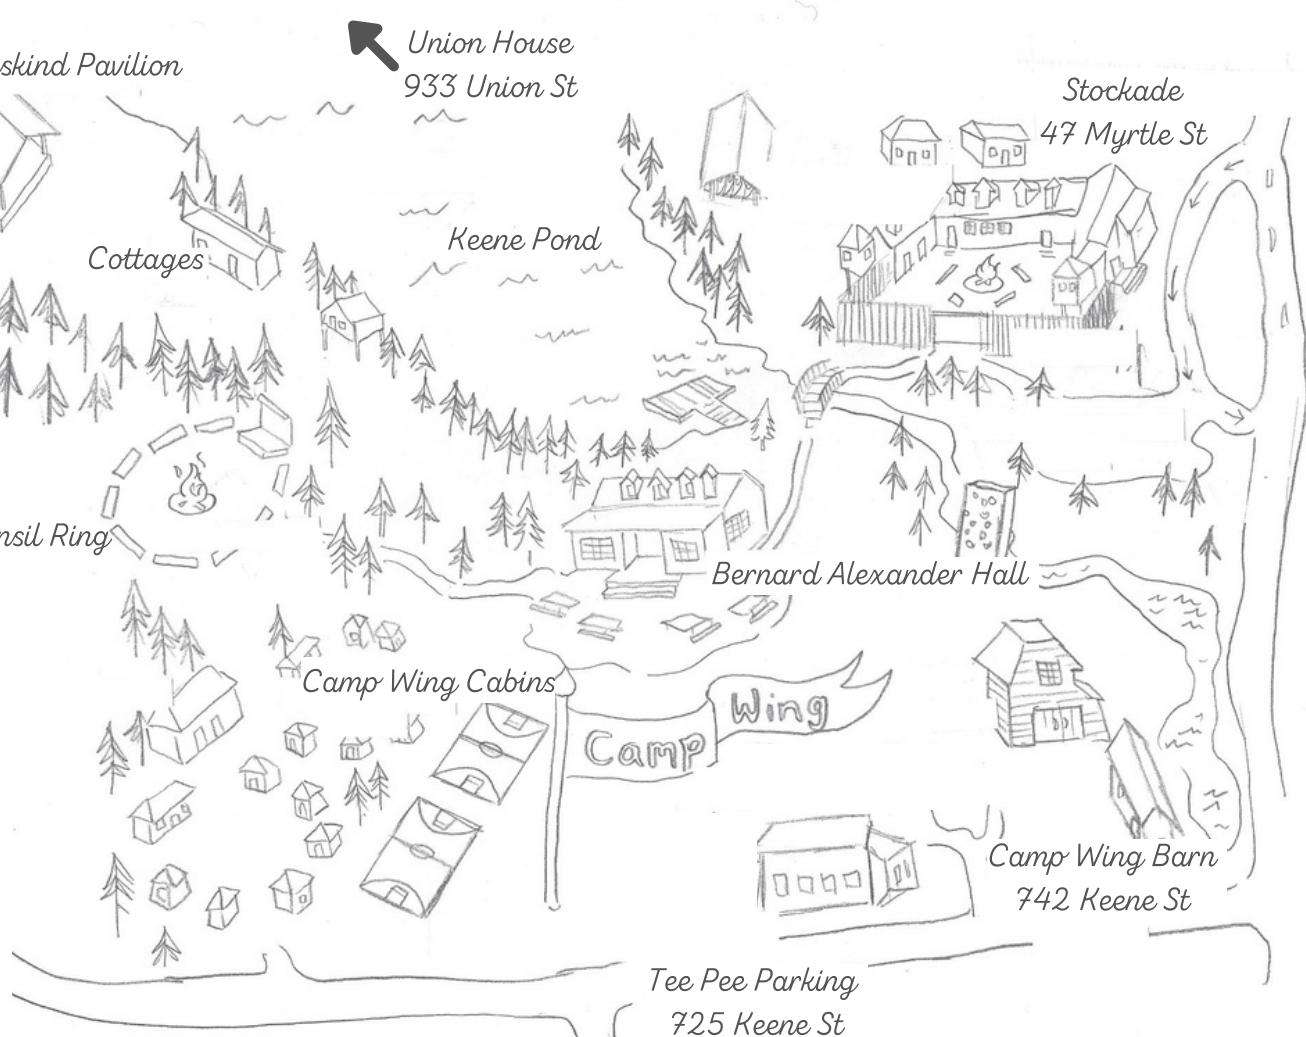 Union House
933 Union St
skind Pavilion
Stockade
47 Myrtle St
Keene Pond
Cottages
nsil Ring
Bernard Alexander Hall
Camp Wing Cabins
Wing
Camp
Camp Wing Barn
742 Keene St
Tee Pee Parking
725 Keene St